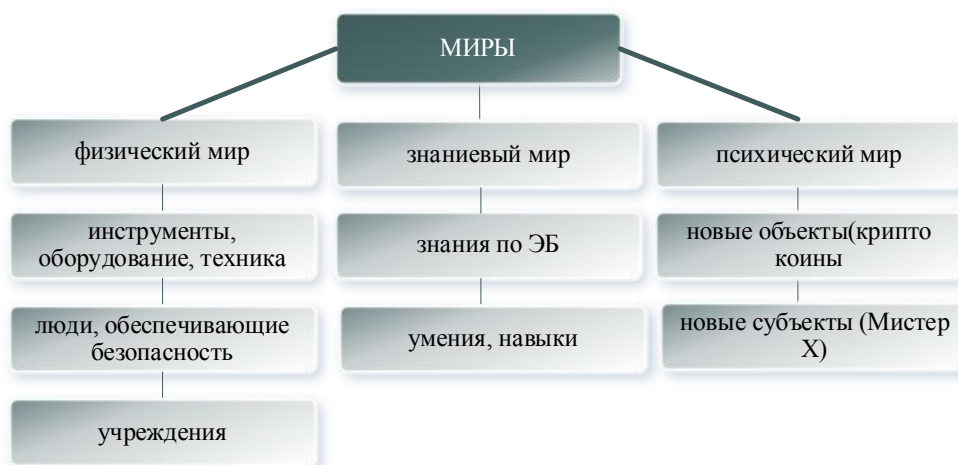 МИРЫ
физический мир
инструменты,
оборудование, техника
люди, обеспечивающие
безопасность
учреждения
знаниевый мир
знания по ЭБ
умения, навыки
психический мир
новые объекты(крипто
коины
новые субъекты (Мистер
Х)